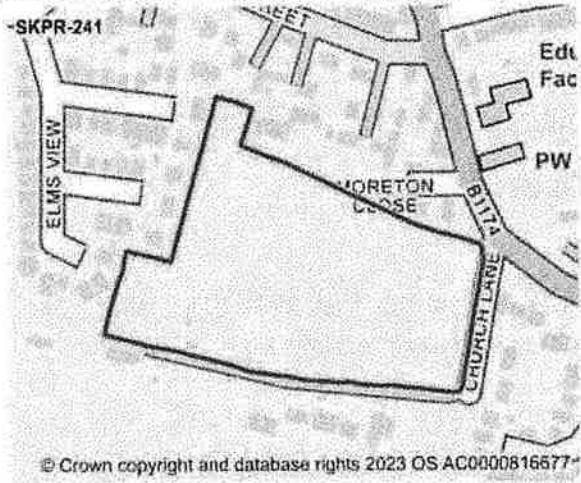 SKPR-241
STREET
Edu
Fac
PW
ELMS VIEW
MORETON
CLOSE
B1174
CHURCH LANE
© Crown copyright and database rights 2023 OS AC0000816677